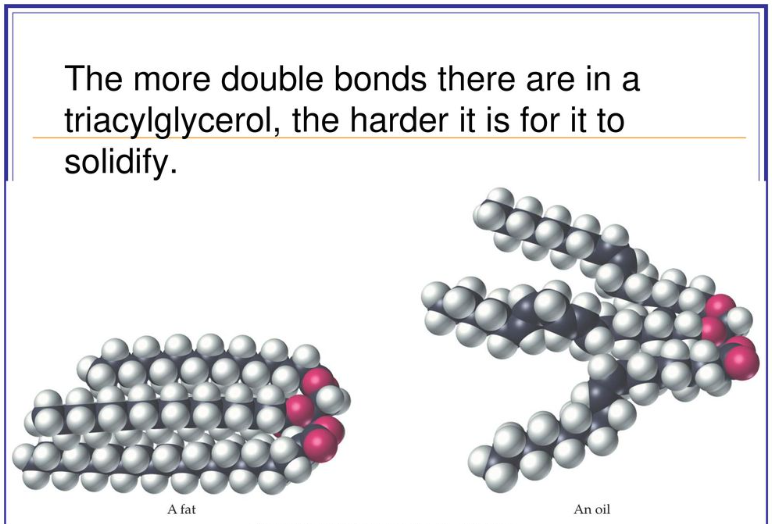 The more double bonds there are in a
triacylglycerol, the harder it is for it to
solidify.
A fat
An oil